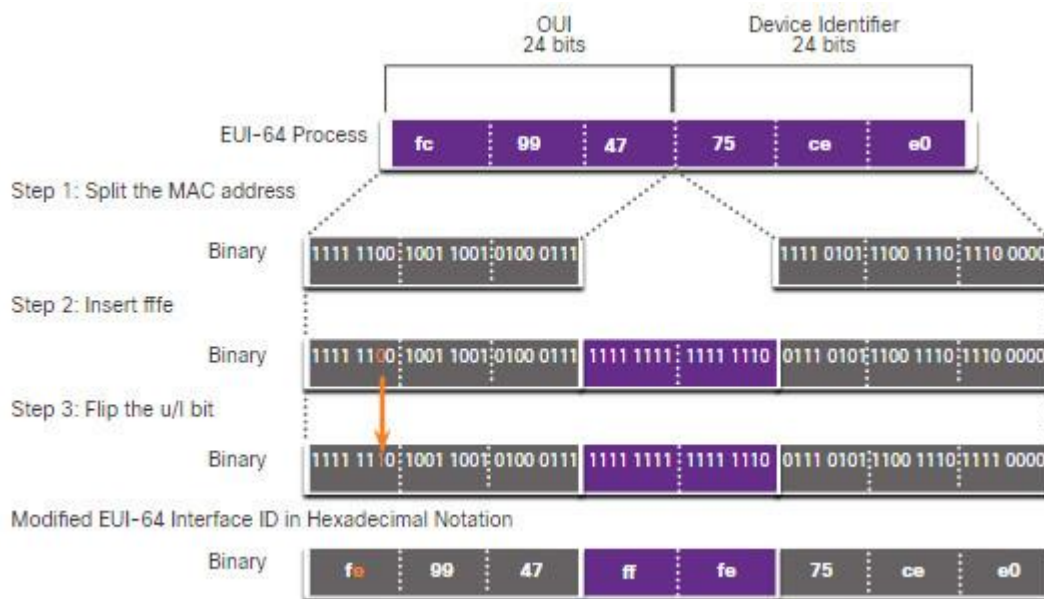 OUI
24 bits
Device Identifier
24 bits
EUI-64 Process
fc 99 47 75 ce e0
Step 1: Split the MAC address
Binary
1111 1100 1001 1001 0100 0111
1111 0101 1100 1110 1110 0000
Step 2: Insert fffe
Binary
1111 1100 1001 1001 0100 0111 1111 1111 1111 1110 0111 0101 1100 1110 1110 0000
Step 3: Flip the u/l bit
Binary
1111 1110 1001 1001 0100 0111 1111 1111 1111 1110 0111 0101 1100 1110 1111 0000
Modified EUI-64 Interface ID in Hexadecimal Notation
Binary
fe 99 47 ff fe 75 ce e0